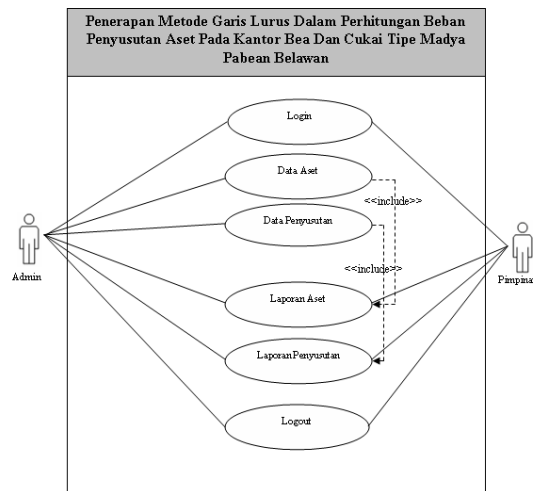 Penerapan Metode Garis Lurus Dalam Perhitungan Beban
Penyusutan Aset Pada Kantor Bea Dan Cukai Tipe Madya
Pabean Belawan
Login
Data Aset
<<include>>
Data Penyusutan
Admin
<<include>>
Pimpina
Laporan Aset
Laporan Penyusutan
Logout